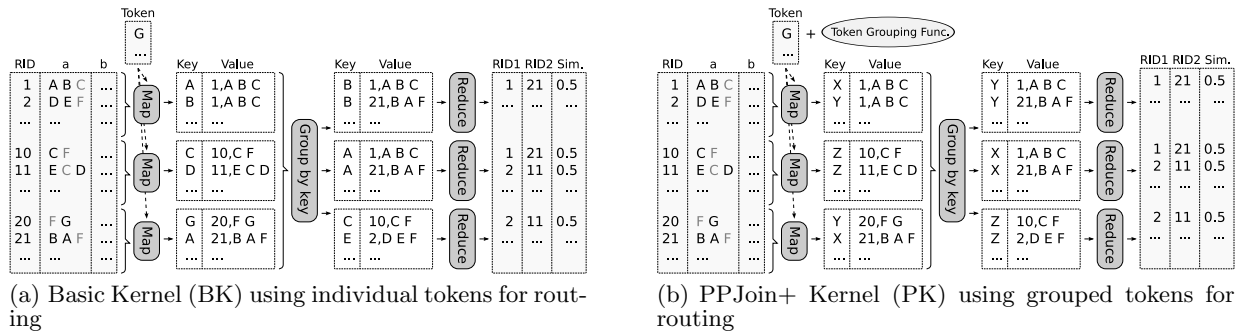 Token
G
...
RID a b
1 A B C ...
2 D E F ...
... ...
10 C F ...
11 E C D ...
... ...
20 F G ...
21 B A F ...
... ...
Map
Map
Map
Key Value
A 1,A B C
B 1,A B C
... ...
C 10,C F
D 11,E C D
... ...
G 20,F G
A 21,B A F
... ...
Group by key
Key Value
B 1,A B C
B 21,B A F
... ...
A 1,A B C
A 21,B A F
... ...
C 10,C F
E 2,D E F
... ...
Reduce
Reduce
Reduce
RID1 RID2 Sim.
1 21 0.5
... ... ...
1 21 0.5
2 11 0.5
... ... ...
2 11 0.5
... ... ...
(a) Basic Kernel (BK) using individual tokens for rout-
ing
Token
G
...
+ Token Grouping Func.
RID a b
1 A B C ...
2 D E F ...
... ...
10 C F ...
11 E C D ...
... ...
20 F G ...
21 B A F ...
... ...
Map
Map
Map
Key Value
X 1,A B C
Y 1,A B C
... ...
Z 10,C F
Z 11,E C D
... ...
Y 20,F G
X 21,B A F
... ...
Group by key
Key Value
Y 1,A B C
Y 21,B A F
... ...
X 1,A B C
X 21,B A F
... ...
Z 10,C F
Z 2,D E F
... ...
Reduce
Reduce
Reduce
RID1 RID2 Sim.
1 21 0.5
... ... ...
1 21 0.5
2 11 0.5
... ... ...
2 11 0.5
... ... ...
(b) PPJoin+ Kernel (PK) using grouped tokens for
routing